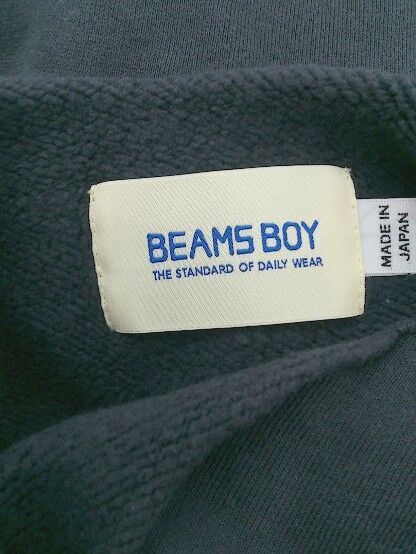 BEAMS BOY
THE STANDARD OF DAILY WEAR
MADE IN
JAPAN